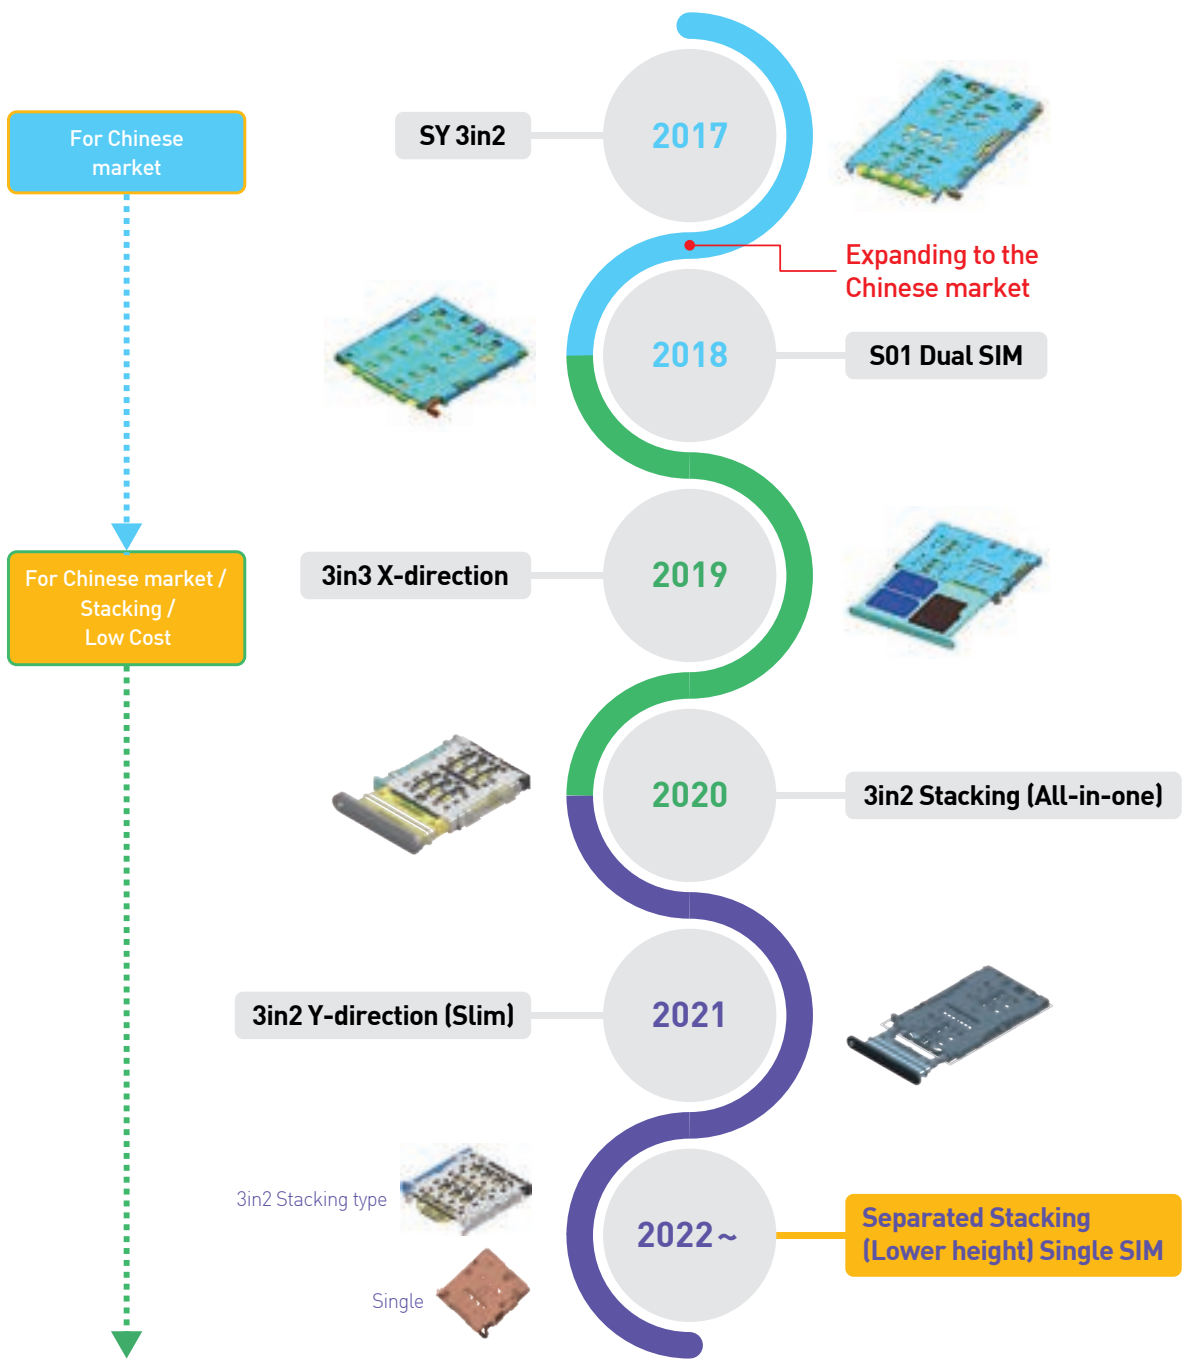 For Chinese
market
SY 3in2
2017
Expanding to the
Chinese market
2018
S01 Dual SIM
For Chinese market /
Stacking /
Low Cost
3in3 X-direction
2019
2020
3in2 Stacking (All-in-one)
3in2 Y-direction (Slim)
2021
3in2 Stacking type
Single
2022~
Separated Stacking
(Lower height) Single SIM